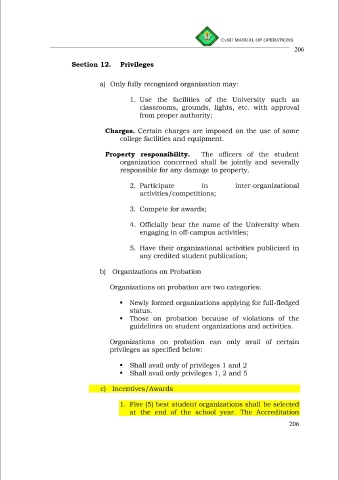 CvSU MANUAL OF OPERATIONS
206
Section 12. Privileges
a) Only fully recognized organization may:
1. Use the facilities of the University such as
classrooms, grounds, lights, etc. with approval
from proper authority;
Charges. Certain charges are imposed on the use of some
college facilities and equipment.
Property responsibility. The officers of the student
organization concerned shall be jointly and severally
responsible for any damage to property.
2. Participate in inter-organizational
activities/competitions;
3. Compete for awards;
4. Officially bear the name of the University when
engaging in off-campus activities;
5. Have their organizational activities publicized in
any credited student publication;
b) Organizations on Probation
Organizations on probation are two categories:
• Newly formed organizations applying for full-fledged
status.
• Those on probation because of violations of the
guidelines on student organizations and activities.
Organizations on probation can only avail of certain
privileges as specified below:
• Shall avail only of privileges 1 and 2
• Shall avail only privileges 1, 2 and 5
c) Incentives/Awards
1. Five (5) best student organizations shall be selected
at the end of the school year. The Accreditation
206